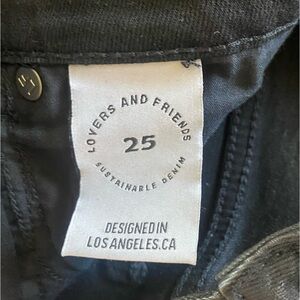 LOVERS AND FRIENDS
25
SUSTAINABLE DENIM
DESIGNED IN
LOS ANGELES.CA